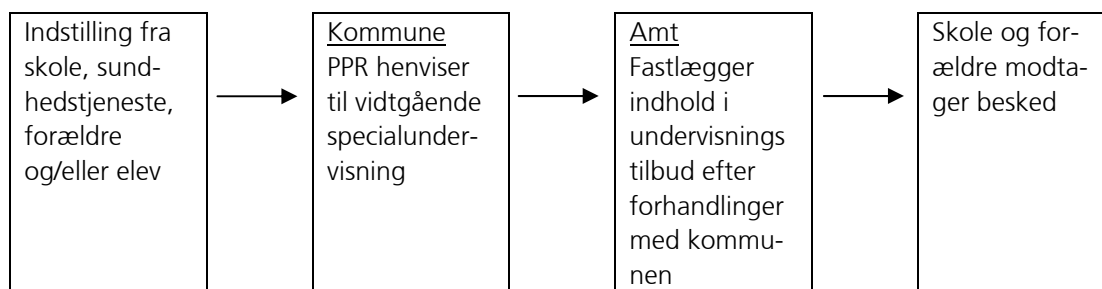 Indstilling fra
skole, sund-
hedstjeneste,
forældre
og/eller elev
Kommune
PPR henviser
til vidtgående
specialunder-
visning
Amt
Fastlægger
indhold i
undervisnings
tilbud efter
forhandlinger
med kommu-
nen
Skole og for-
ældre modta-
ger besked